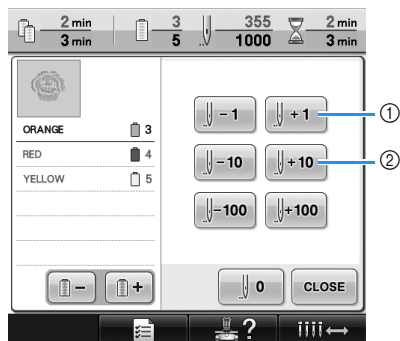 2 min 3 355 2 min
3 min 5 1000 3 min
ORANGE 3
RED 4
YELLOW 5
-1 +1 ①
-10 +10 ②
-100 +100
- + 0 CLOSE
?